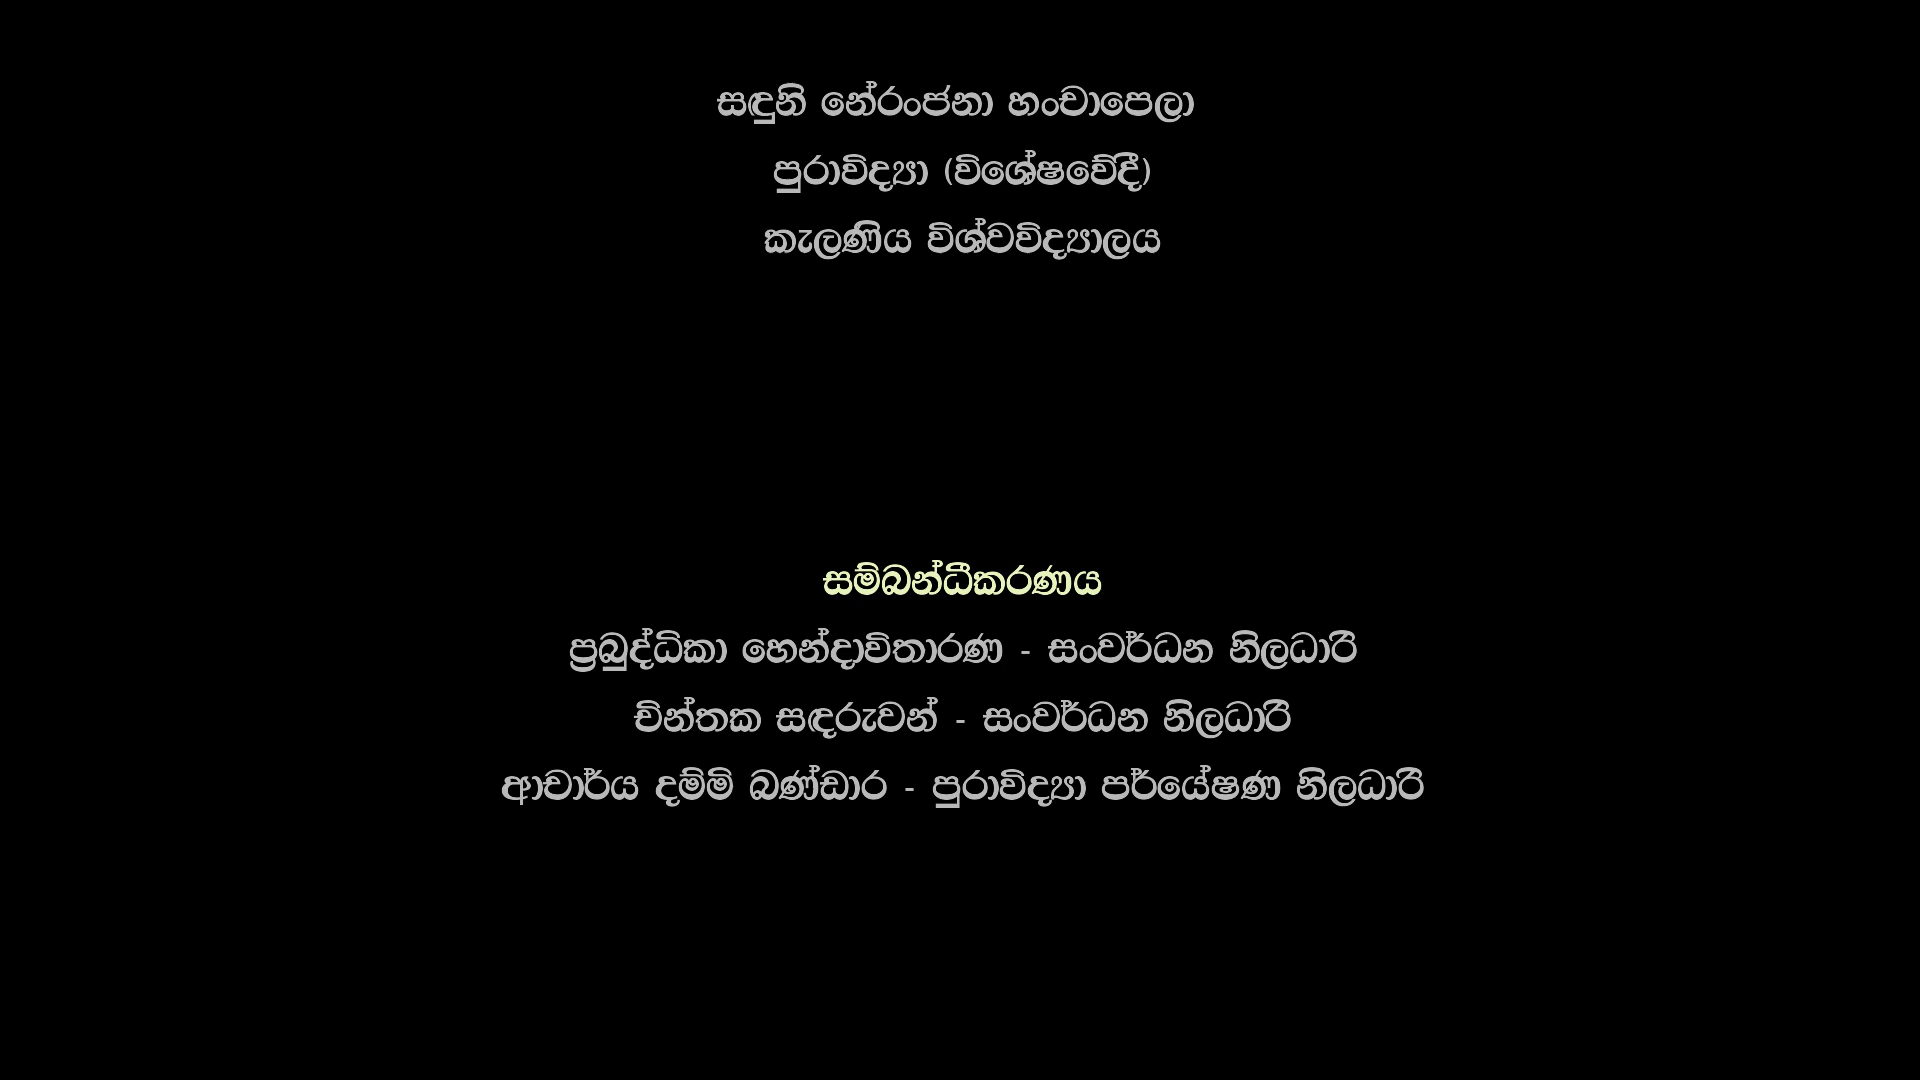 සඳුනි නේරංජනා හංචාපෙලා
පුරාවිද්‍යා (විශේෂවේදී)
කැලණිය විශ්වවිද්‍යාලය
සම්බන්ධීකරණය
ප්‍රබුද්ධිකා හෙන්දාවිතාරණ - සංවර්ධන නිලධාරී
චින්තක සඳරුවන් - සංවර්ධන නිලධාරී
ආචාර්ය දම්මි බණ්ඩාර - පුරාවිද්‍යා පර්යේෂණ නිලධාරී